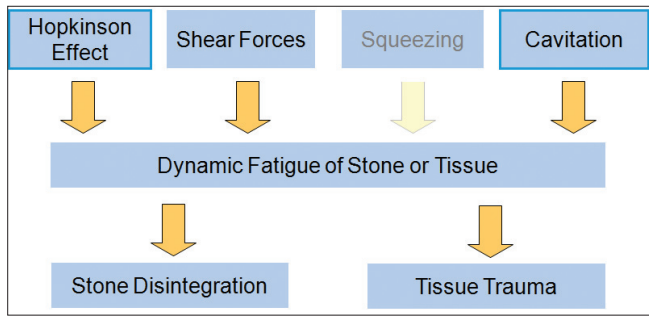 Hopkinson
Effect
Shear Forces
Squeezing
Cavitation
Dynamic Fatigue of Stone or Tissue
Stone Disintegration
Tissue Trauma